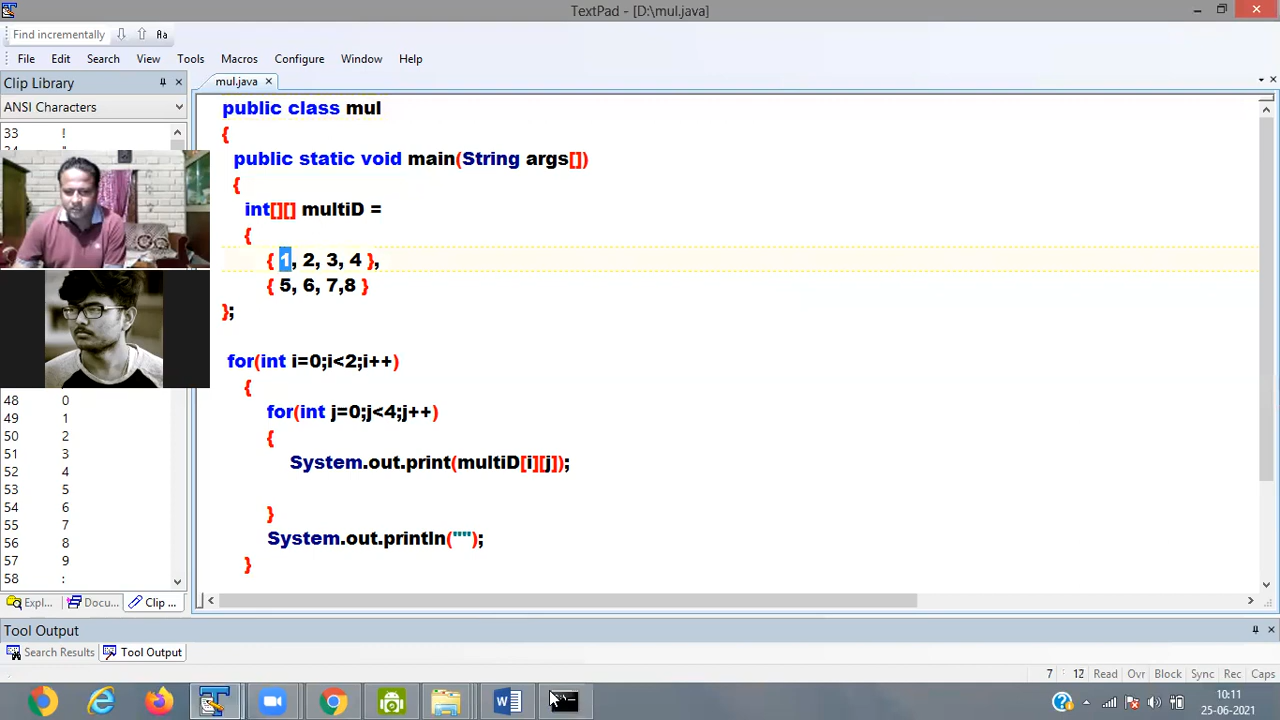 TextPad - [D:\mul.java]
Find incrementally
File Edit Search View Tools Macros Configure Window Help
Clip Library
mul.java
ANSI Characters
33 !
48 0
49 1
50 2
51 3
52 4
53 5
54 6
55 7
56 8
57 9
58 :
public class mul
{
public static void main(String args[])
{
int[][] multiD =
{
{ 1, 2, 3, 4 },
{ 5, 6, 7,8 }
};
for(int i=0;i<2;i++)
{
for(int j=0;j<4;j++)
{
System.out.print(multiD[i][j]);
}
System.out.println("");
}
Expl... Docu... Clip ...
Tool Output
Search Results Tool Output
7 12 Read Ovr Block Sync Rec Caps
10:11
25-06-2021